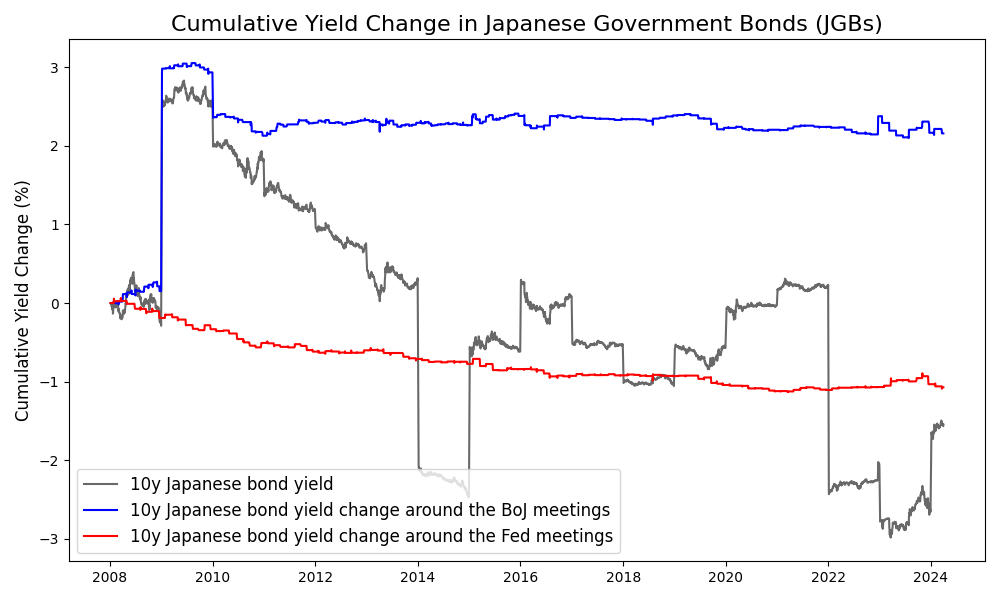 Cumulative Yield Change in Japanese Government Bonds (JGBs)
Cumulative Yield Change (%)
3
2
1
0
−1
−2
−3
10y Japanese bond yield
10y Japanese bond yield change around the BoJ meetings
10y Japanese bond yield change around the Fed meetings
2008 2010 2012 2014 2016 2018 2020 2022 2024